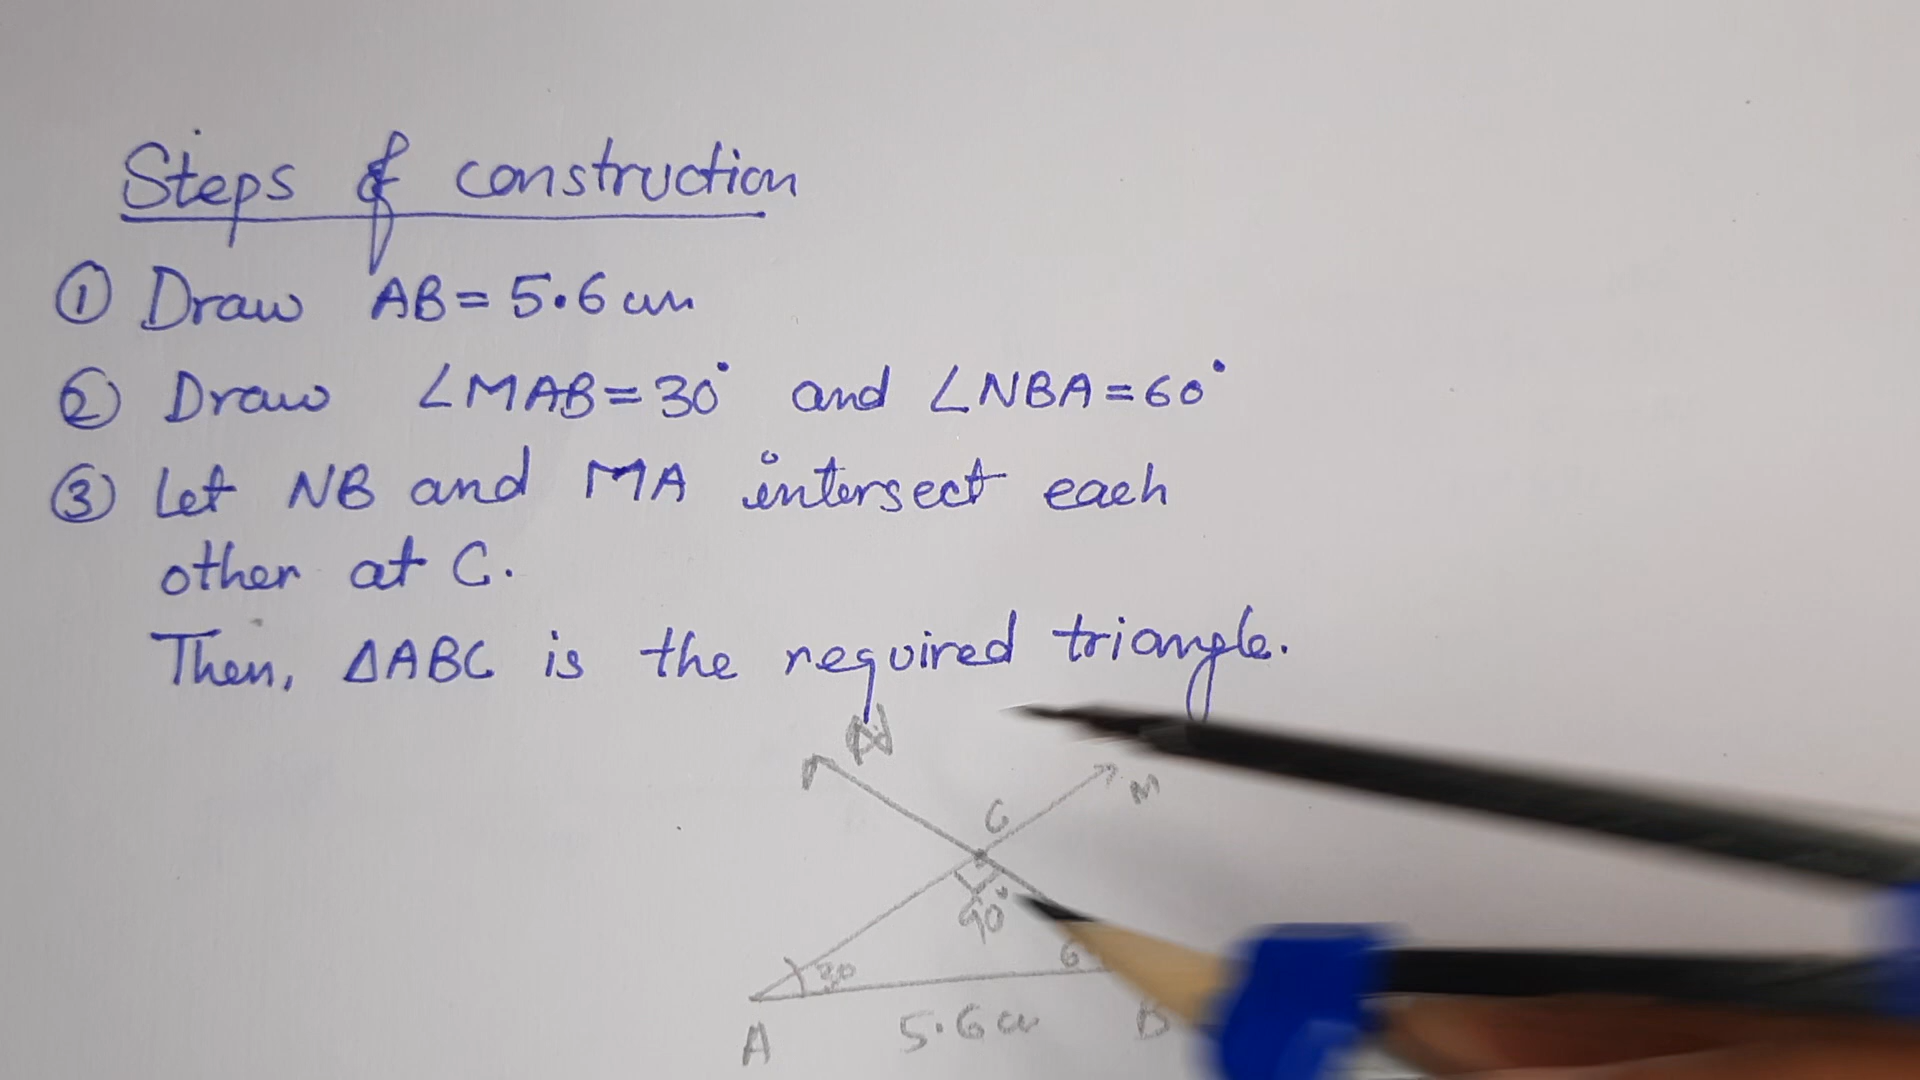 Steps of construction
① Draw AB = 5.6 cm
② Draw ∠MAB = 30° and ∠NBA = 60°
③ Let NB and MA intersect each
other at C.
Then, ΔABC is the required triangle.
N
M
C
90°
30
6
5.6 cm
A
B